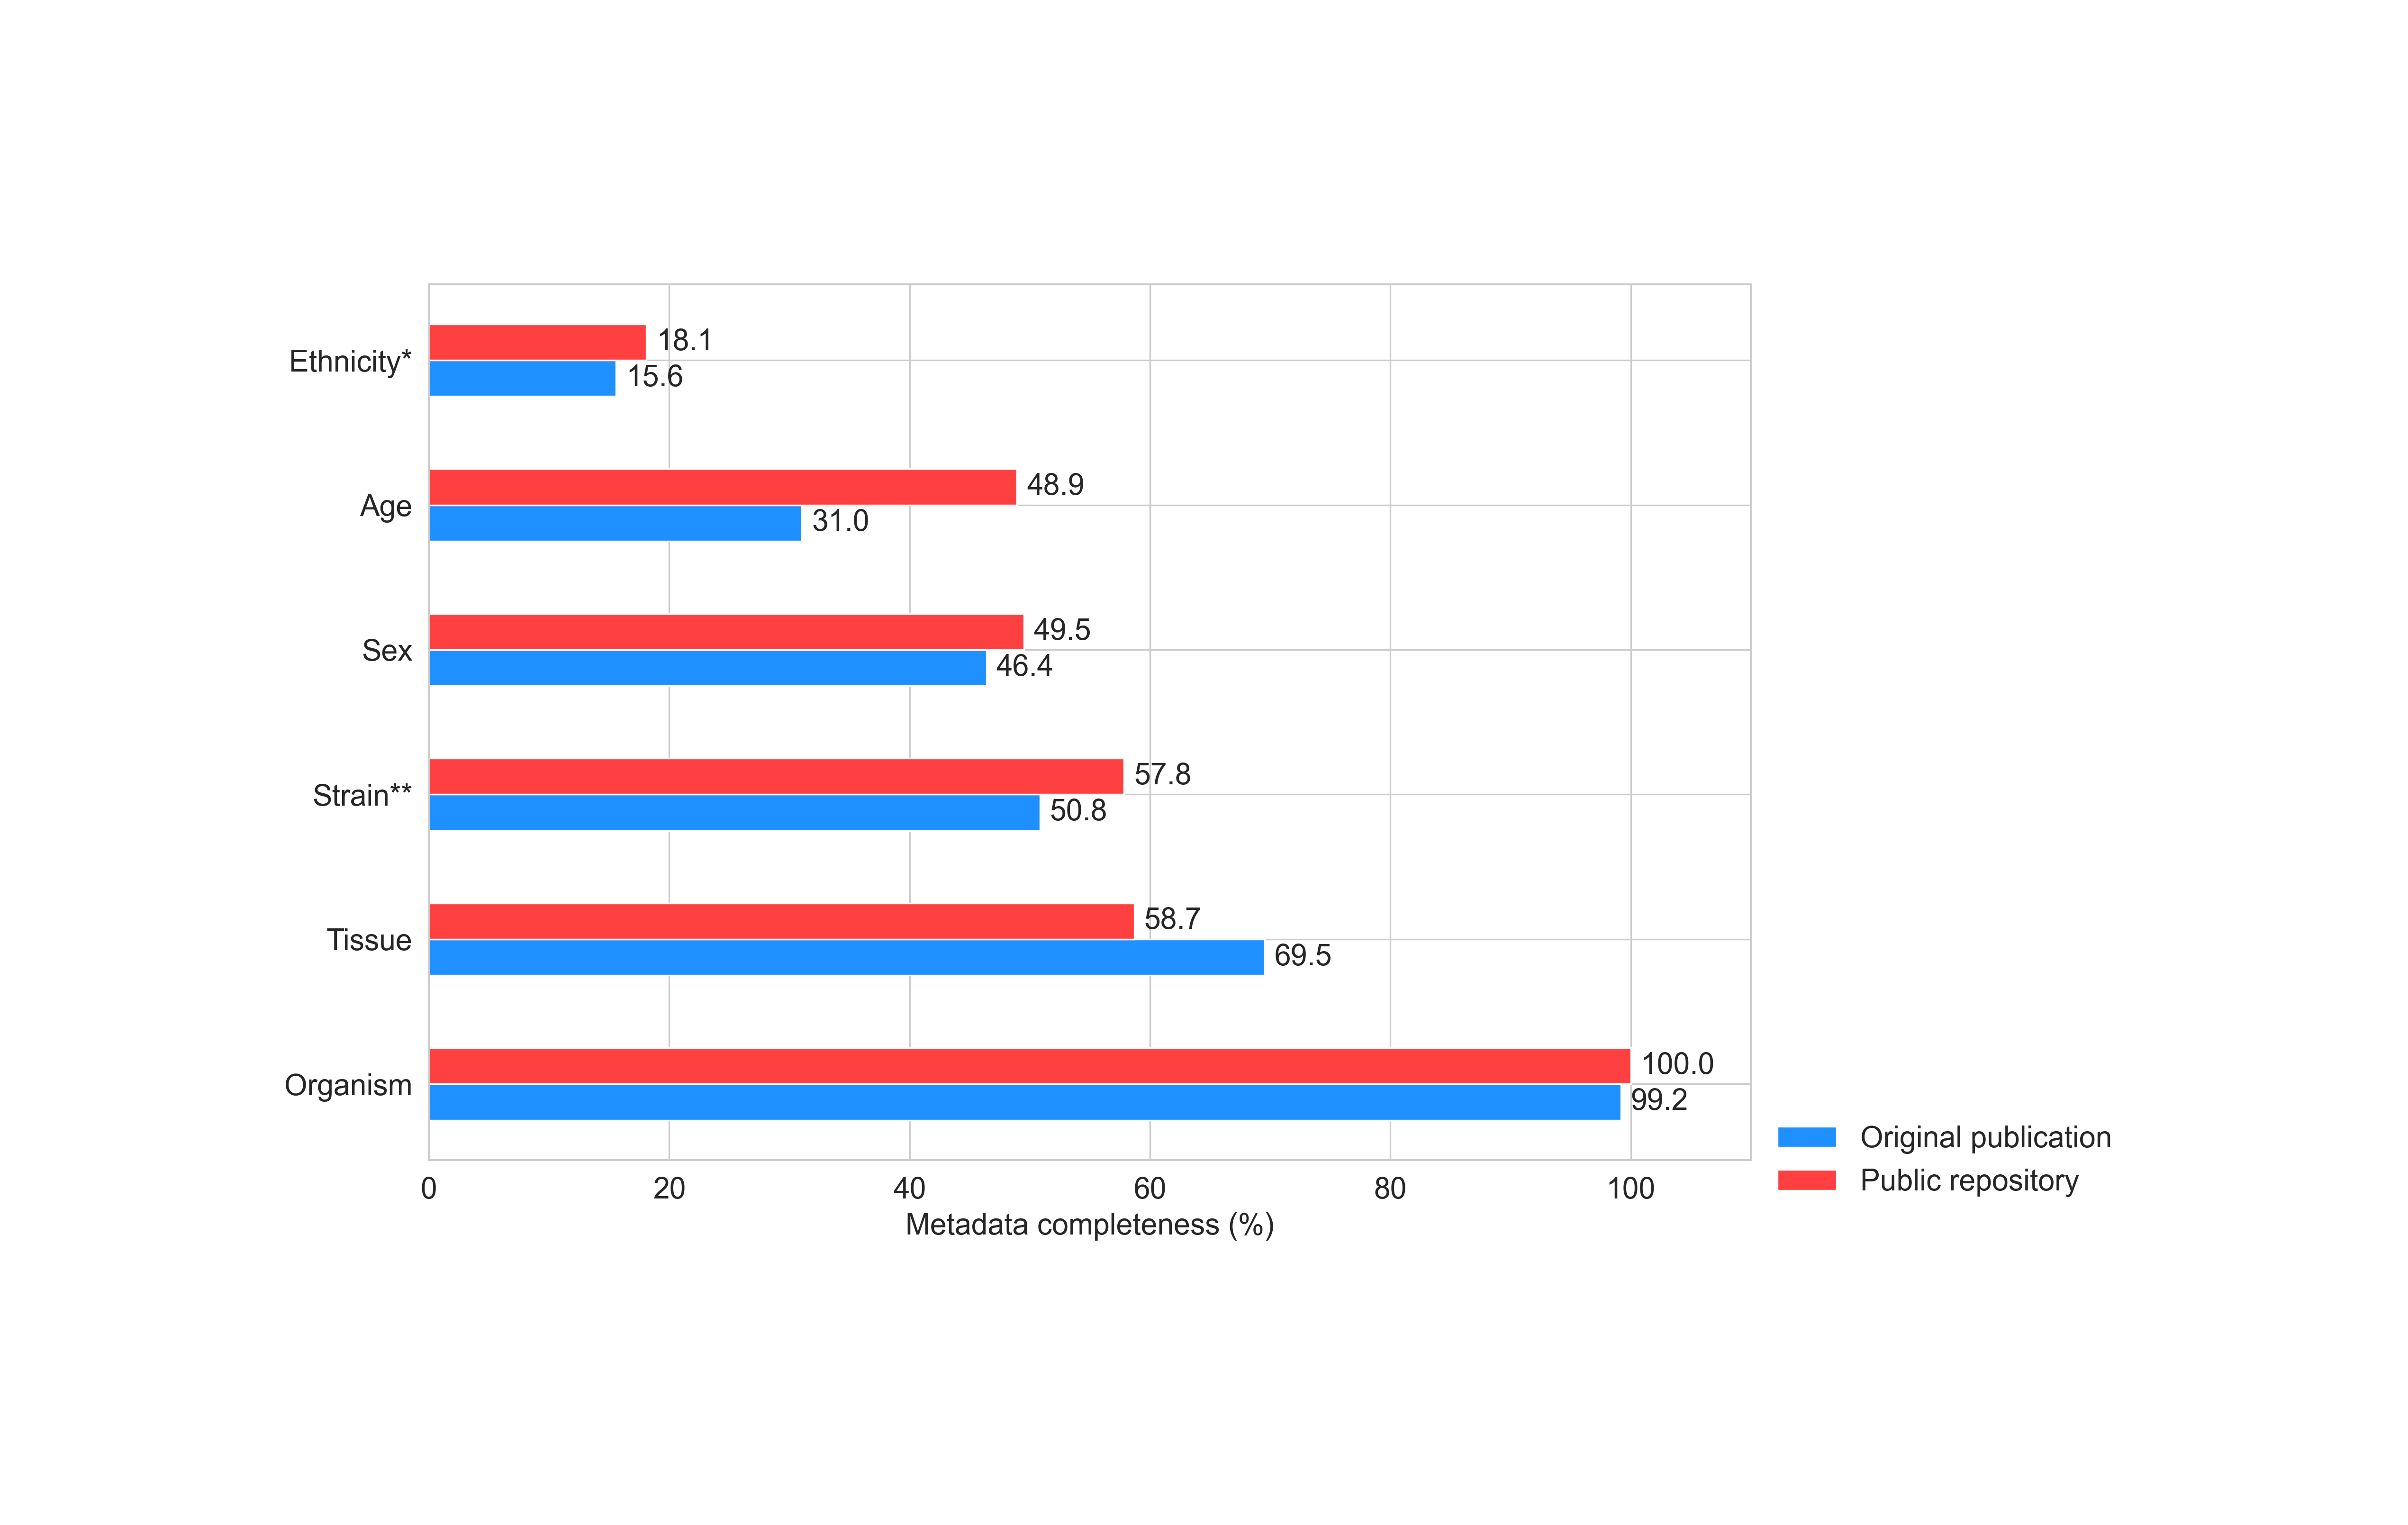 Ethnicity*
18.1
15.6
Age
48.9
31.0
Sex
49.5
46.4
Strain**
57.8
50.8
Tissue
58.7
69.5
Organism
100.0
99.2
0 20 40 60 80 100
Metadata completeness (%)
Original publication
Public repository